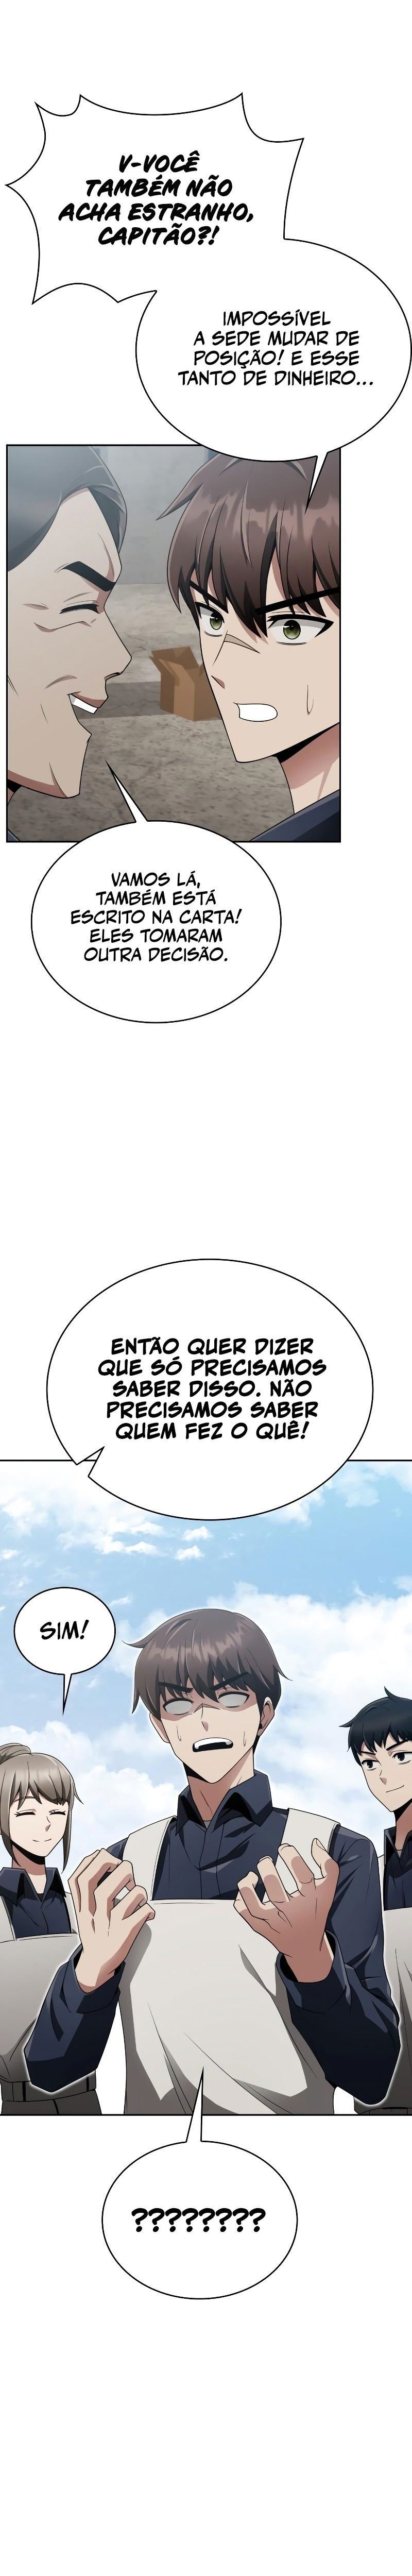 V-VOCÊ
TAMBÉM NÃO
ACHA ESTRANHO,
CAPITÃO?!
IMPOSSÍVEL
A SEDE MUDAR DE
POSIÇÃO! E ESSE
TANTO DE DINHEIRO...
VAMOS LÁ,
TAMBÉM ESTÁ
ESCRITO NA CARTA!
ELES TOMARAM
OUTRA DECISÃO.
ENTÃO QUER DIZER
QUE SÓ PRECISAMOS
SABER DISSO. NÃO
PRECISAMOS SABER
QUEM FEZ O QUÊ!
SIM!
????????